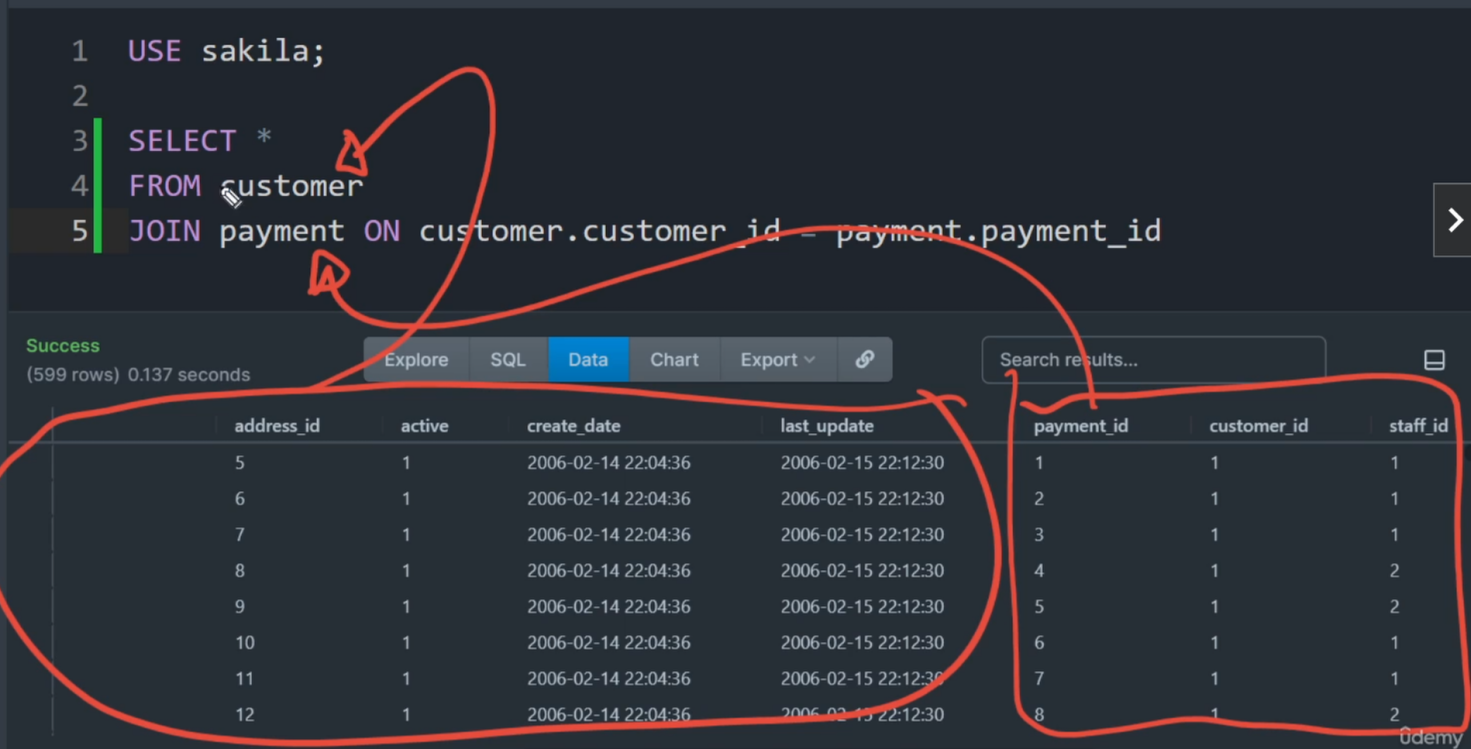 1 USE sakila;
2
3 SELECT *
4 FROM customer
5 JOIN payment ON customer.customer_id = payment.payment_id
Success
(599 rows) 0.137 seconds
Explore SQL Data Chart Export
Search results...
address_id active create_date last_update payment_id customer_id staff_id
5 1 2006-02-14 22:04:36 2006-02-15 22:12:30 1 1 1
6 1 2006-02-14 22:04:36 2006-02-15 22:12:30 2 1 1
7 1 2006-02-14 22:04:36 2006-02-15 22:12:30 3 1 1
8 1 2006-02-14 22:04:36 2006-02-15 22:12:30 4 1 2
9 1 2006-02-14 22:04:36 2006-02-15 22:12:30 5 1 2
10 1 2006-02-14 22:04:36 2006-02-15 22:12:30 6 1 1
11 1 2006-02-14 22:04:36 2006-02-15 22:12:30 7 1 1
12 1 2006-02-14 22:04:36 2006-02-15 22:12:30 8 1 2
ûdemy